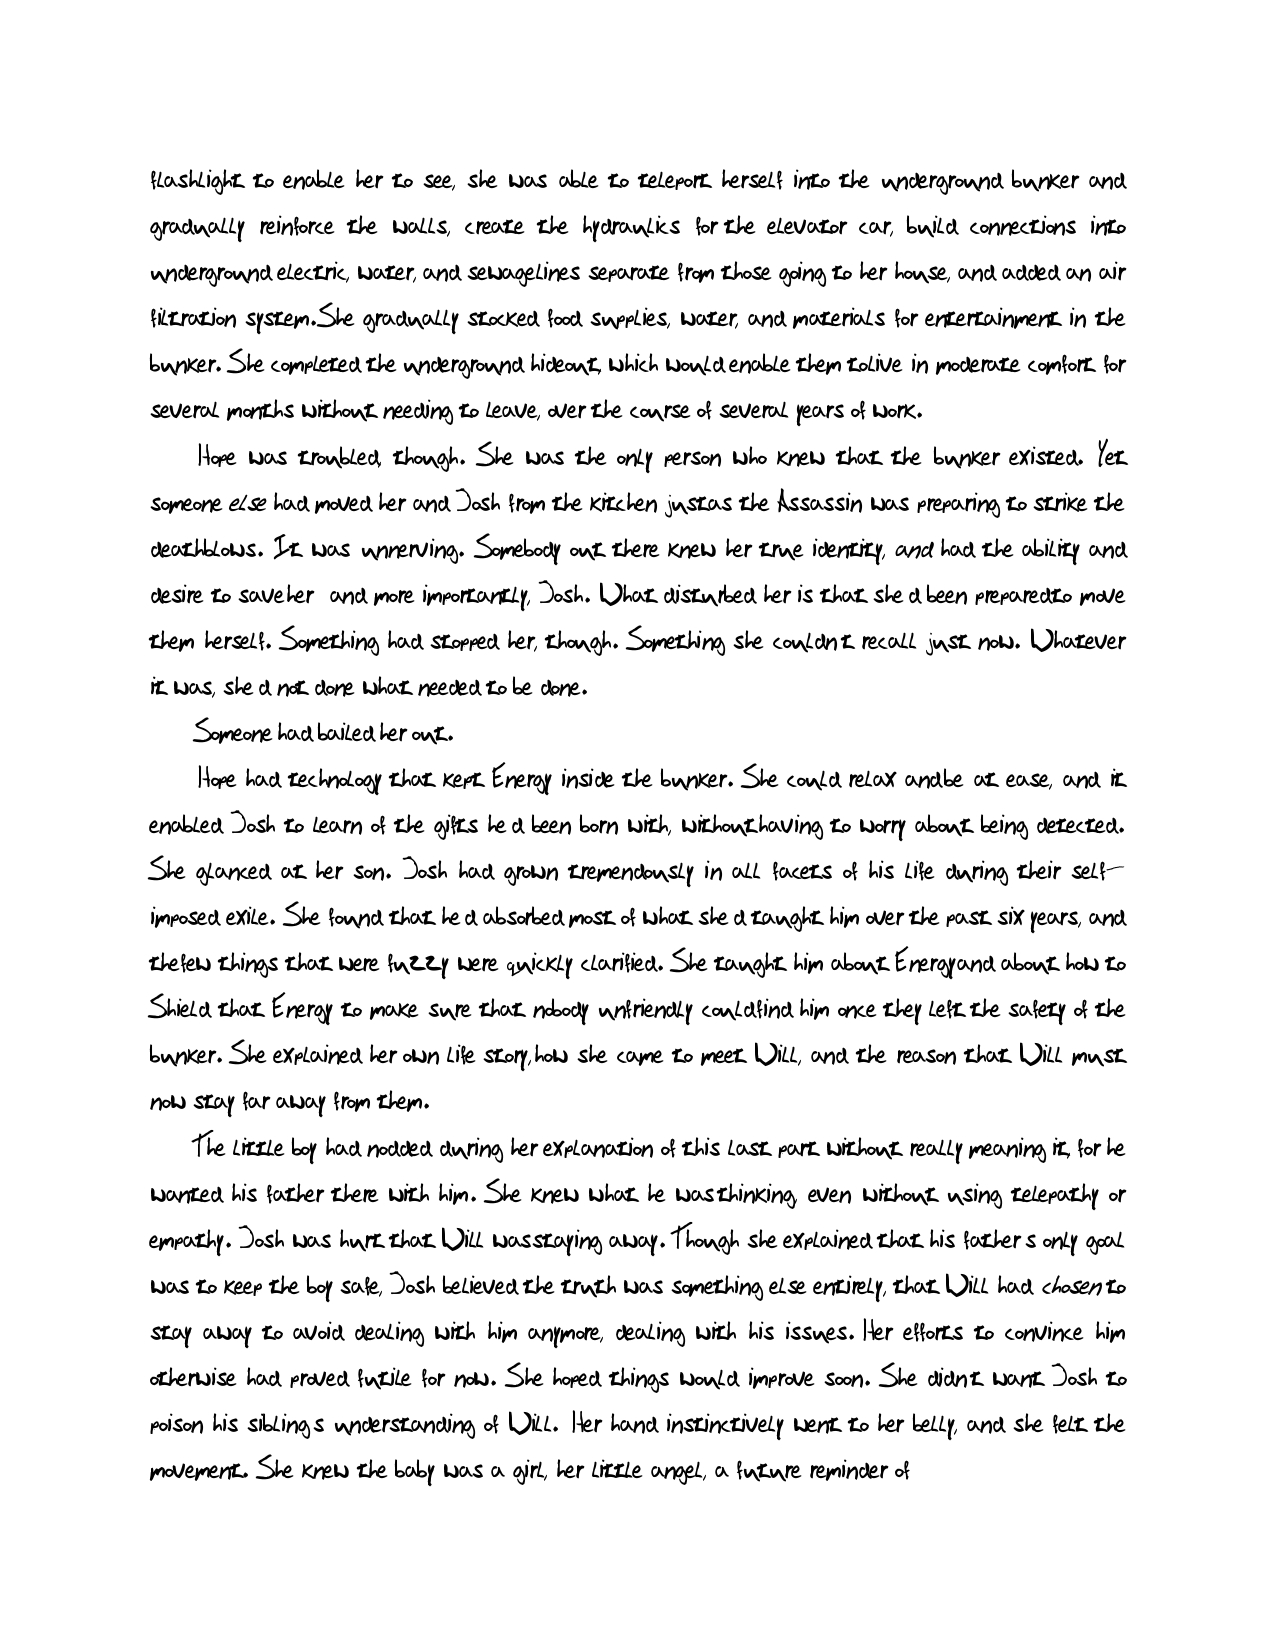 flashlight to enable her to see, she was able to teleport herself into the underground bunker and
gradually reinforce the walls, create the hydraulics for the elevator car, build connections into
underground electric, water, and sewagelines separate from those going to her house, and added an air
filtration system.She gradually stocked food supplies, water, and materials for entertainment in the
bunker. She completed the underground hideout, which would enable them tolive in moderate comfort for
several months without needing to leave, over the course of several years of work.
Hope was troubled, though. She was the only person who knew that the bunker existed. Yet
someone else had moved her and Josh from the kitchen justas the Assassin was preparing to strike the
deathblows. It was unnerving. Somebody out there knew her true identity, and had the ability and
desire to saveher and more importantly, Josh. What disturbed her is that she d been preparedto move
them herself. Something had stopped her, though. Something she couldn t recall just now. Whatever
it was, she d not done what needed to be done.
Someone had bailed her out.
Hope had technology that kept Energy inside the bunker. She could relax andbe at ease, and it
enabled Josh to learn of the gifts he d been born with, withouthaving to worry about being detected.
She glanced at her son. Josh had grown tremendously in all facets of his life during their self-
imposed exile. She found that he d absorbed most of what she d taught him over the past six years, and
thefew things that were fuzzy were quickly clarified. She taught him about Energyand about how to
Shield that Energy to make sure that nobody unfriendly couldfind him once they left the safety of the
bunker. She explained her own life story,how she came to meet Will, and the reason that Will must
now stay far away from them.
The little boy had nodded during her explanation of this last part without really meaning it, for he
wanted his father there with him. She knew what he wasthinking, even without using telepathy or
empathy. Josh was hurt that Will wasstaying away. Though she explained that his father s only goal
was to keep the boy safe, Josh believed the truth was something else entirely, that Will had chosen to
stay away to avoid dealing with him anymore, dealing with his issues. Her efforts to convince him
otherwise had proved futile for now. She hoped things would improve soon. She didnt want Josh to
poison his sibling s understanding of Will. Her hand instinctively went to her belly, and she felt the
movement. She knew the baby was a girl, her little angel, a future reminder of